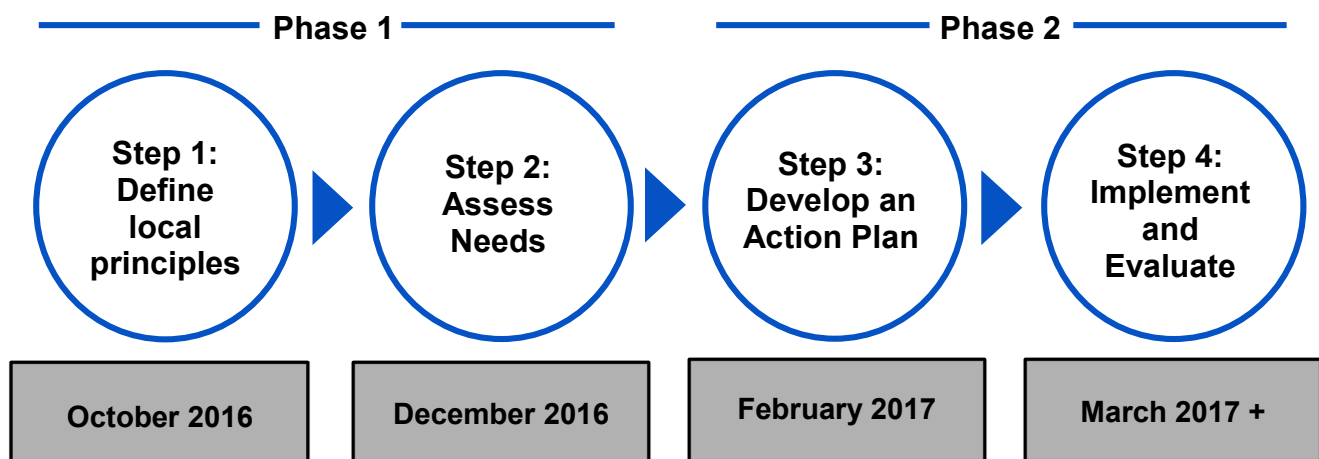 Phase 1
Phase 2
Step 1:
Define
local
principles
Step 2:
Assess
Needs
Step 3:
Develop an
Action Plan
Step 4:
Implement
and
Evaluate
October 2016
December 2016
February 2017
March 2017 +